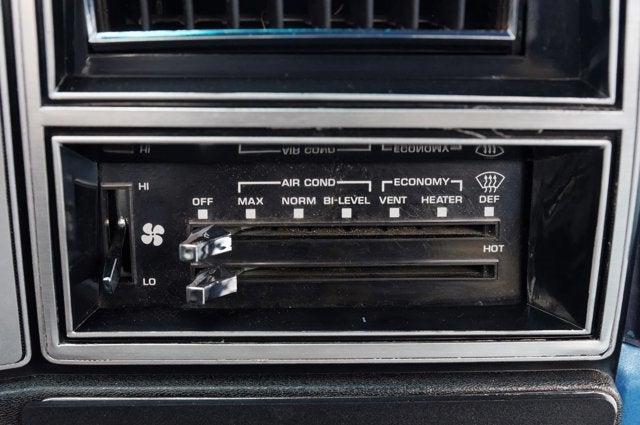 HI
AIR COND
ECONOMY
OFF MAX NORM BI-LEVEL VENT HEATER DEF
HOT
LO